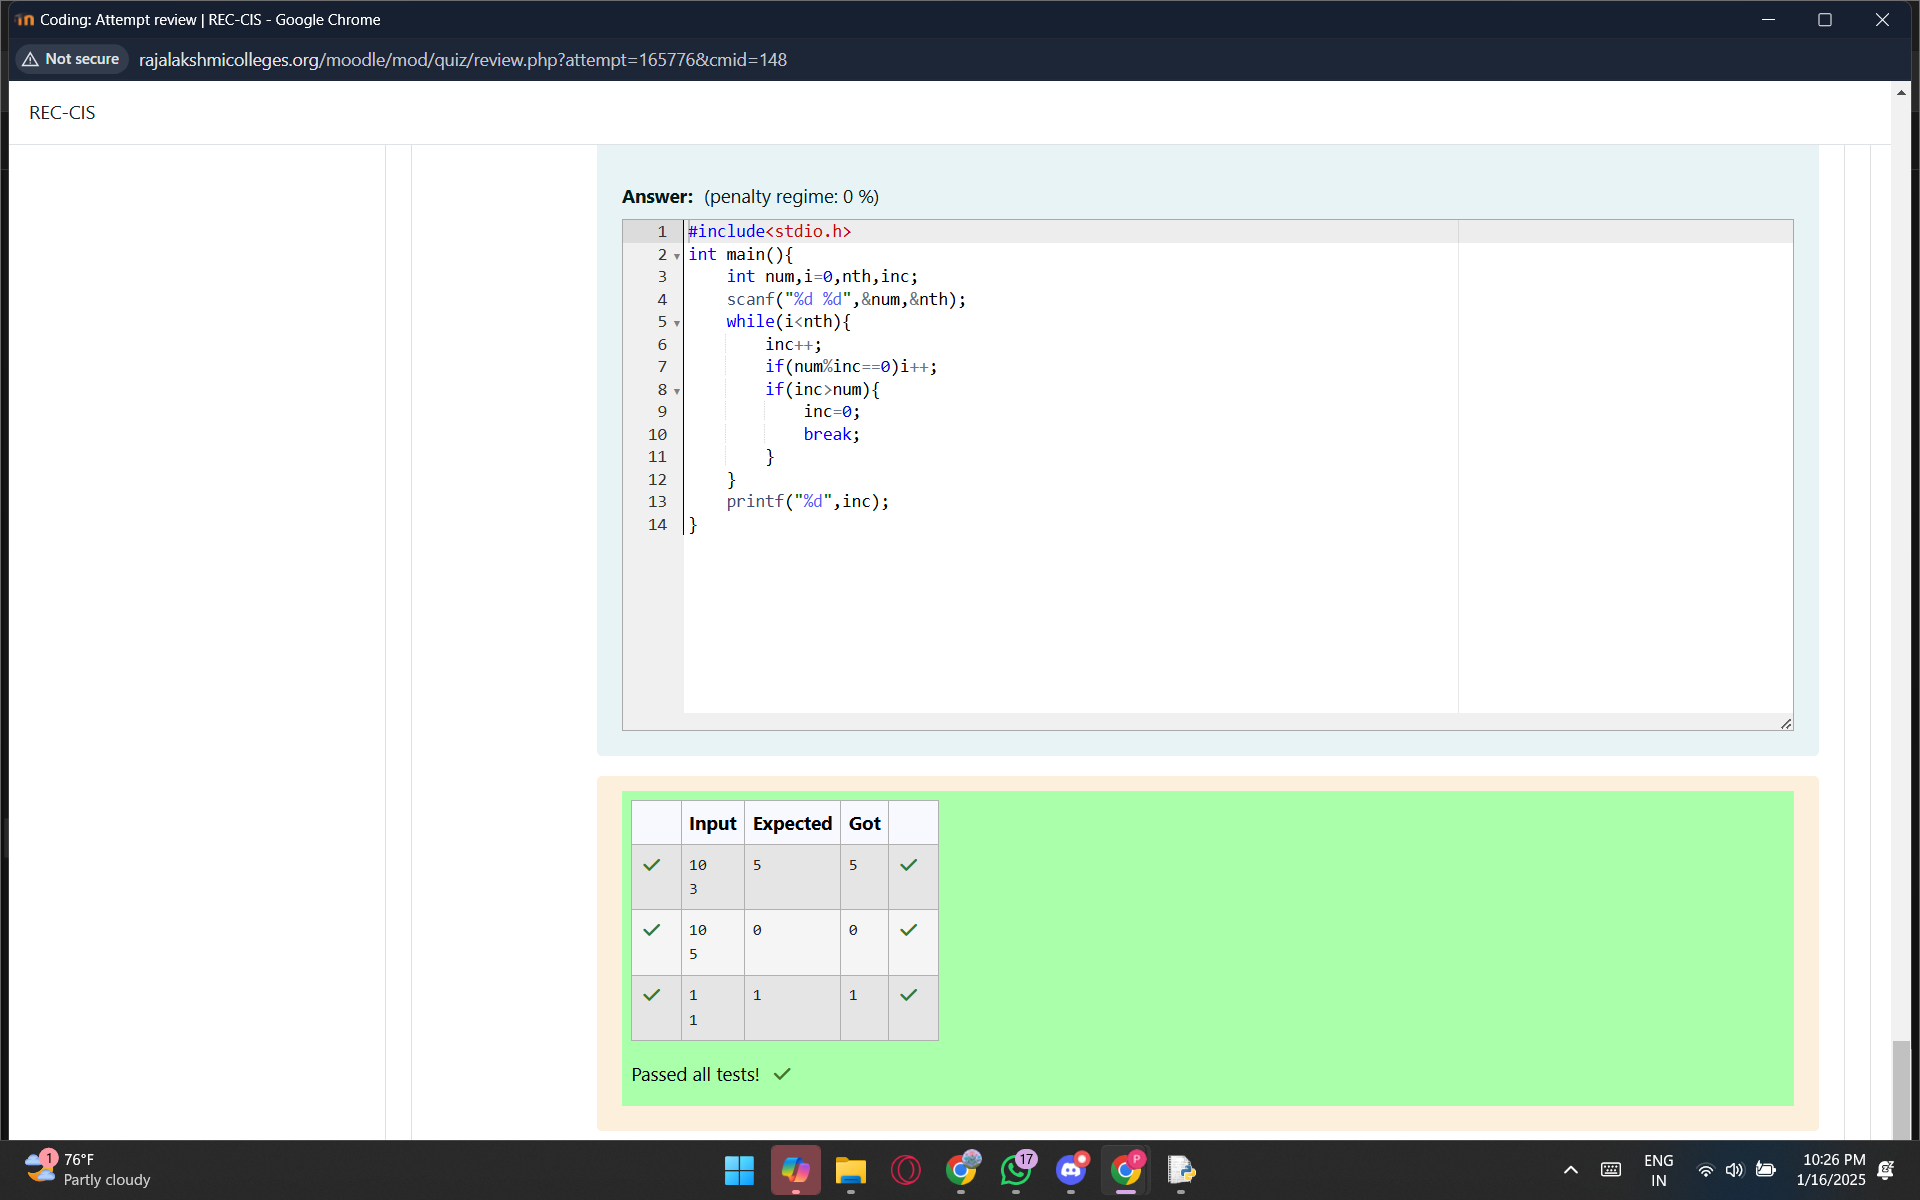 Coding: Attempt review | REC-CIS - Google Chrome
Not secure rajalakshmicolleges.org/moodle/mod/quiz/review.php?attempt=165776&cmid=148
REC-CIS
Answer: (penalty regime: 0 %)
1 #include<stdio.h>
2 int main(){
3 int num,i=0,nth,inc;
4 scanf("%d %d",&num,&nth);
5 while(i<nth){
6 inc++;
7 if(num%inc==0)i++;
8 if(inc>num){
9 inc=0;
10 break;
11 }
12 }
13 printf("%d",inc);
14 }
Input Expected Got
10 5 5
3
10 0 0
5
1 1 1
1
Passed all tests!
1 76°F
Partly cloudy
17
P
ENG
IN
10:26 PM
1/16/2025